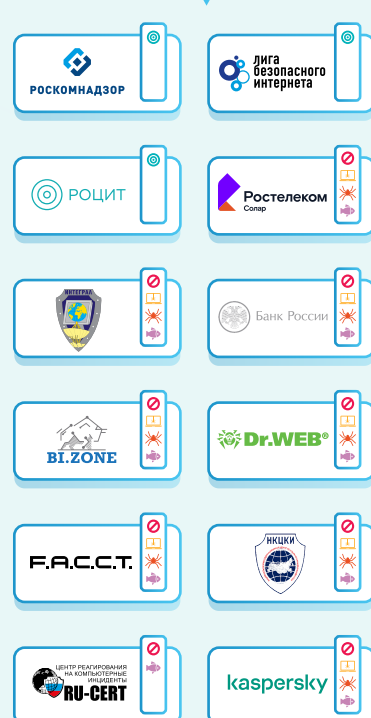 РОСКОМНАДЗОР
лига
безопасного
интернета
РОЦИТ
Ростелеком
Солар
ИНТЕГРАЛ
Банк России
BI.ZONE
Dr.WEB®
F.A.C.C.T.
НКЦКИ
ЦЕНТР РЕАГИРОВАНИЯ
НА КОМПЬЮТЕРНЫЕ
ИНЦИДЕНТЫ
RU-CERT
kaspersky